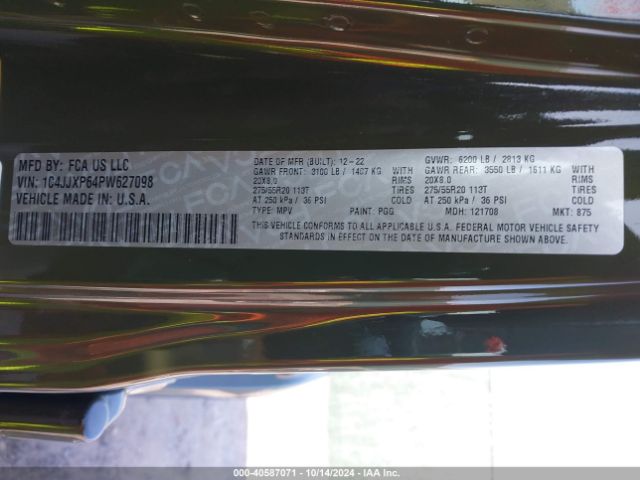 MFD BY: FCA US LLC
VIN: 1C4JJXP64PW627098
VEHICLE MADE IN: U.S.A.
DATE OF MFR (BUILT): 12-22 GVWR: 6200 LB / 2813 KG
GAWR FRONT: 3100 LB / 1407 KG WITH GAWR REAR: 3550 LB / 1611 KG WITH
20X8.0 RIMS 20X8.0 RIMS
275/55R20 113T TIRES 275/55R20 113T TIRES
AT 250 kPa / 36 PSI COLD AT 250 kPa / 36 PSI COLD
TYPE: MPV PAINT: PGG MDH: 121708 MKT: 875
THIS VEHICLE CONFORMS TO ALL APPLICABLE U.S.A. FEDERAL MOTOR VEHICLE SAFETY
STANDARDS IN EFFECT ON THE DATE OF MANUFACTURE SHOWN ABOVE.
000-40587071 | 10/14/2024 | IAA Inc.